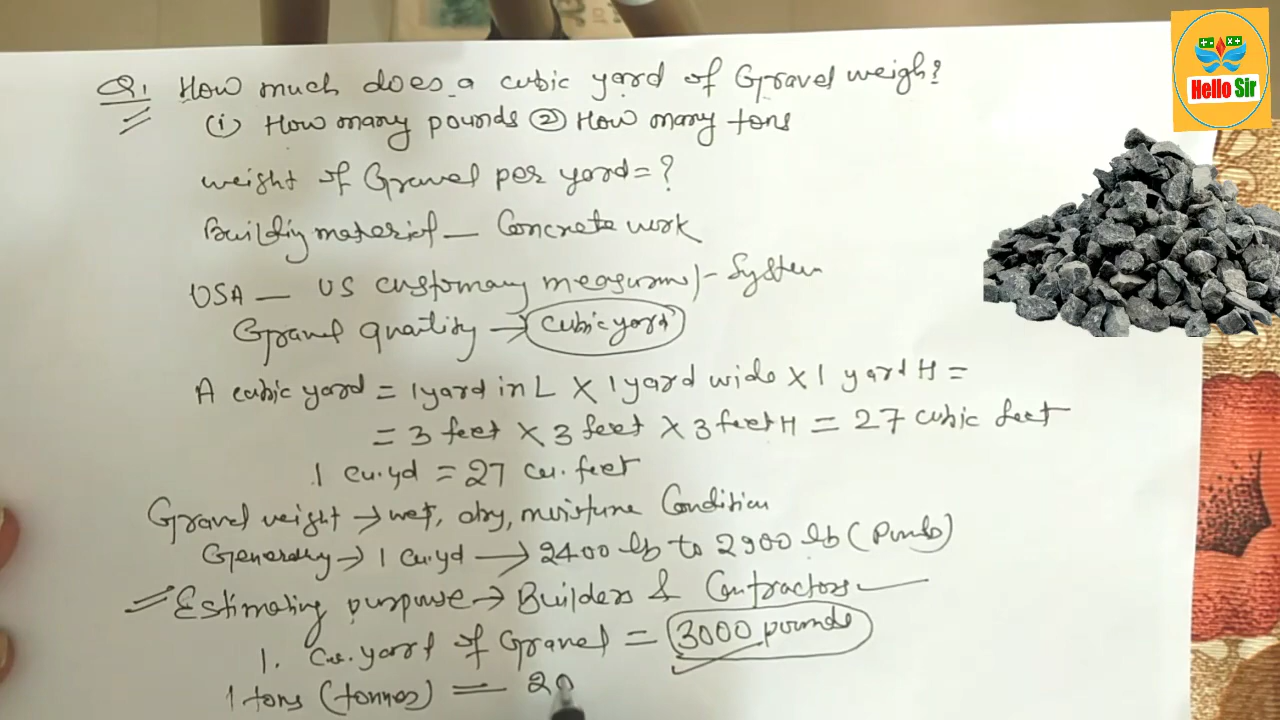 Q1. How much does a cubic yard of Gravel weigh?
(i) How many pounds ② How many tons
weight of Gravel per yard = ?
Building material — Concrete work
USA — US customary measurment - System
Gravel quantity → cubic yard
A cubic yard = 1 yard in L × 1 yard wide × 1 yard H =
= 3 feet × 3 feet × 3 feet H = 27 cubic feet
1 cu.yd = 27 cu. feet
Gravel weight → wet, dry, moisture Condition
Generally → 1 cu.yd → 2400 lb to 2900 lb (Pounds)
Estimating purpose → Builders & Contractors
1. cu. yard of Gravel = 3000 pounds
1 tons (tonnes) = 20
Hello Sir